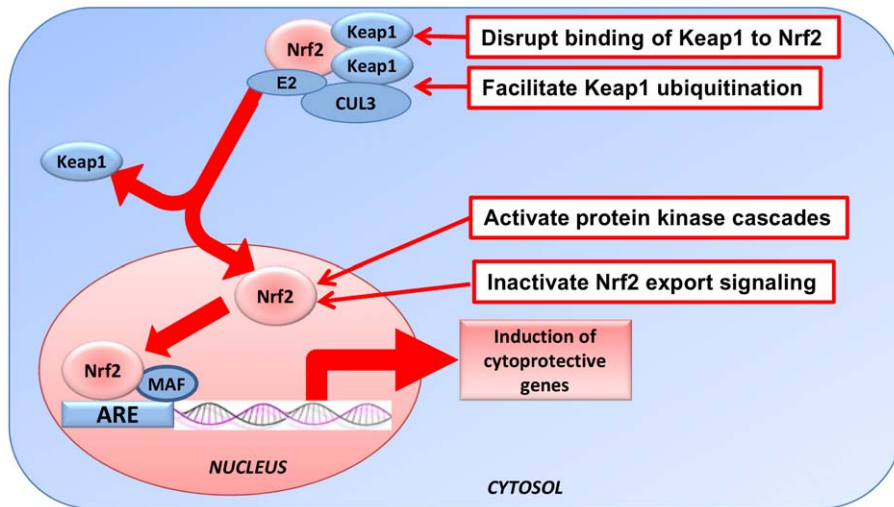 Nrf2
Keap1
Keap1
E2
CUL3
Disrupt binding of Keap1 to Nrf2
Facilitate Keap1 ubiquitination
Keap1
Activate protein kinase cascades
Inactivate Nrf2 export signaling
Nrf2
Nrf2
MAF
ARE
Induction of
cytoprotective
genes
NUCLEUS
CYTOSOL